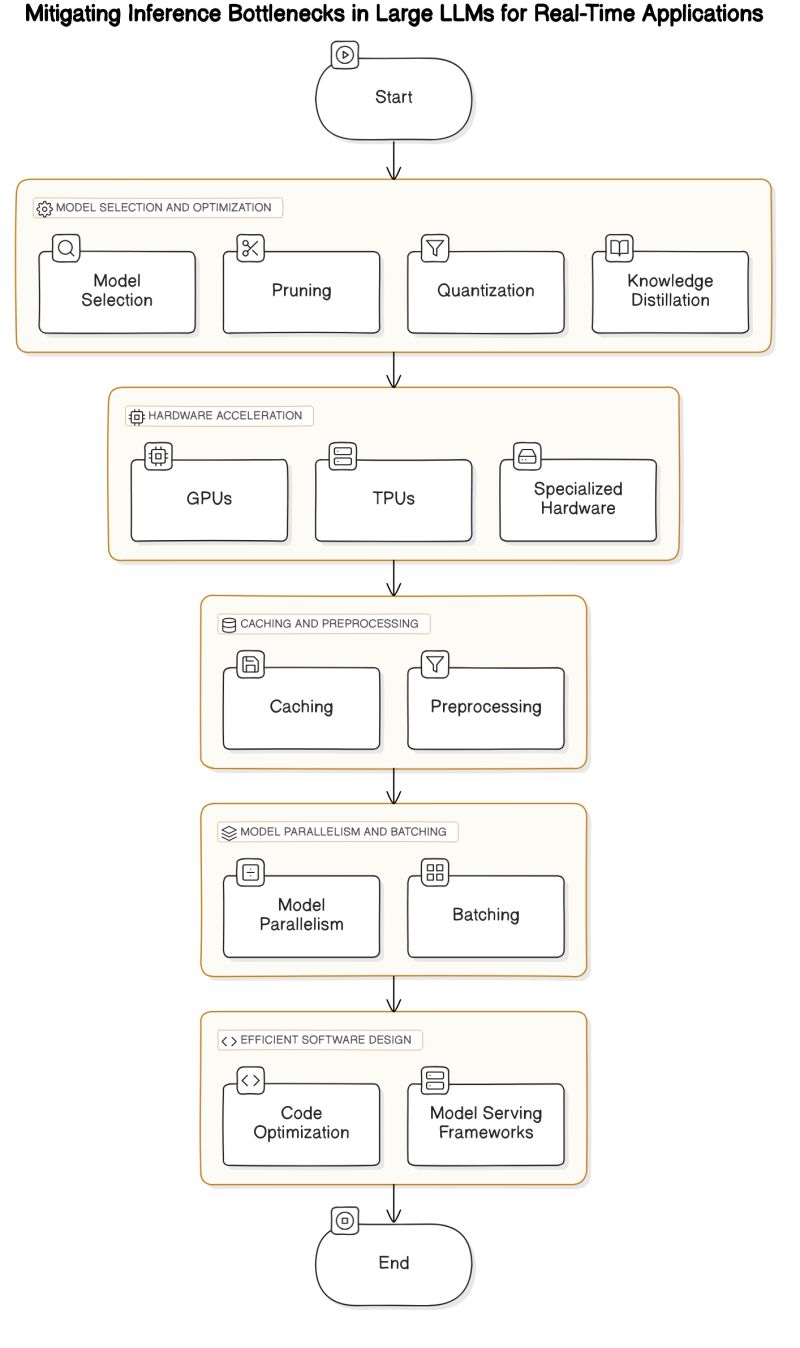 Mitigating Inference Bottlenecks in Large LLMs for Real-Time Applications
Start
MODEL SELECTION AND OPTIMIZATION
Model
Selection
Pruning
Quantization
Knowledge
Distillation
HARDWARE ACCELERATION
GPUs
TPUs
Specialized
Hardware
CACHING AND PREPROCESSING
Caching
Preprocessing
MODEL PARALLELISM AND BATCHING
Model
Parallelism
Batching
EFFICIENT SOFTWARE DESIGN
Code
Optimization
Model Serving
Frameworks
End